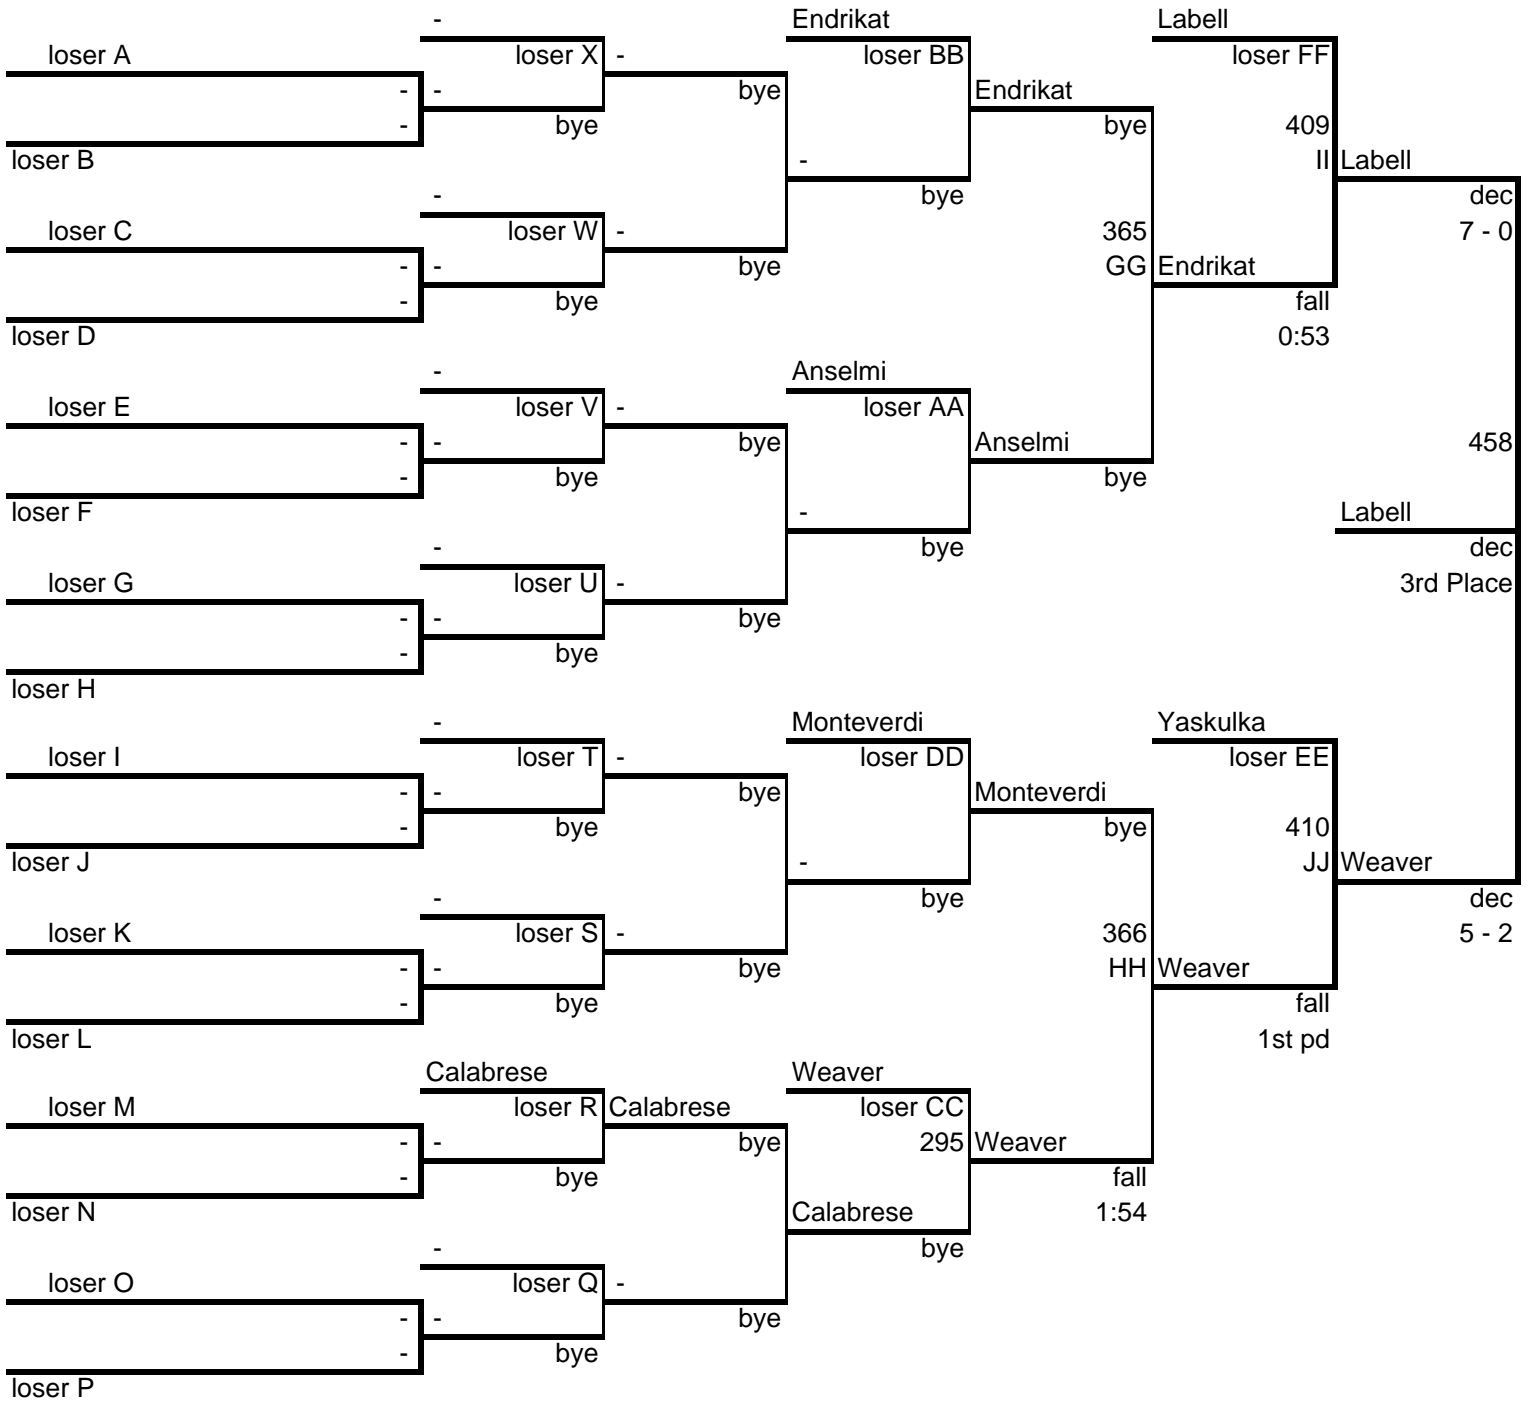 -
Endrikat
Labell
loser A
loser X
-
loser BB
loser FF
-
-
bye
Endrikat
-
bye
bye
409
loser B
-
II
Labell
-
bye
dec
loser C
loser W
-
365
7 - 0
-
-
bye
GG
Endrikat
-
bye
fall
loser D
0:53
-
Anselmi
loser E
loser V
-
loser AA
-
-
bye
Anselmi
458
-
bye
bye
loser F
-
Labell
-
bye
dec
loser G
loser U
-
3rd Place
-
-
bye
-
bye
loser H
-
Monteverdi
Yaskulka
loser I
loser T
-
loser DD
loser EE
-
-
bye
Monteverdi
-
bye
bye
410
loser J
-
JJ
Weaver
-
bye
dec
loser K
loser S
-
366
5 - 2
-
-
bye
HH
Weaver
-
bye
fall
loser L
1st pd
Calabrese
Weaver
loser M
loser R
Calabrese
loser CC
-
-
bye
295
Weaver
-
bye
fall
loser N
Calabrese
1:54
-
bye
loser O
loser Q
-
-
-
bye
-
bye
loser P